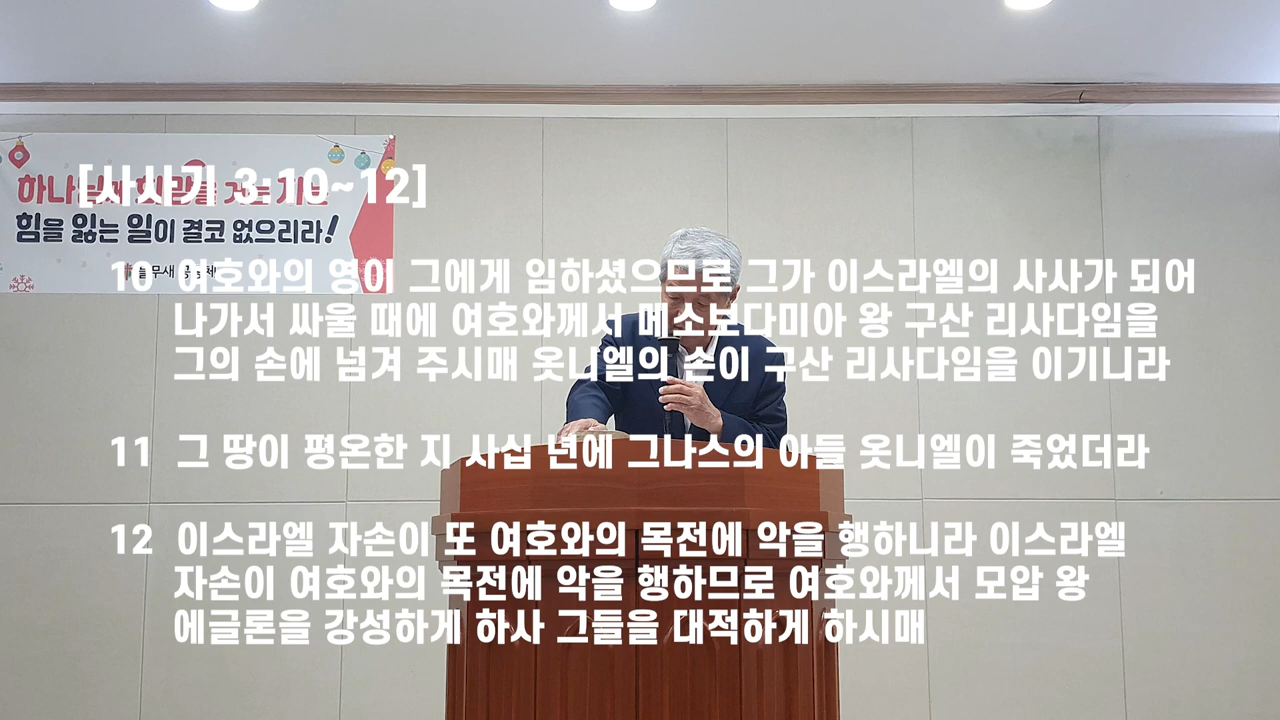 [사사기 3:10~12]
하나
힘을 잃는 일이 결코 없으리라!
10 여호와의 영이 그에게 임하셨으므로 그가 이스라엘의 사사가 되어
나가서 싸울 때에 여호와께서 메소보다미아 왕 구산 리사다임을
그의 손에 넘겨 주시매 옷니엘의 손이 구산 리사다임을 이기니라
11 그 땅이 평온한 지 사십 년에 그나스의 아들 옷니엘이 죽었더라
12 이스라엘 자손이 또 여호와의 목전에 악을 행하니라 이스라엘
자손이 여호와의 목전에 악을 행하므로 여호와께서 모압 왕
에글론을 강성하게 하사 그들을 대적하게 하시매